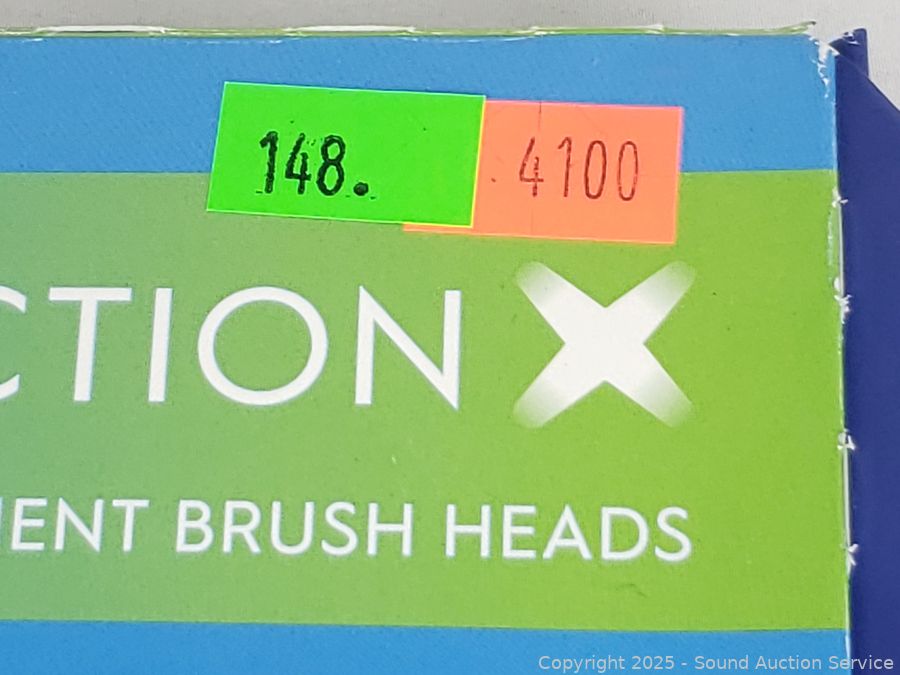 148.
4100
CTION X
ENT BRUSH HEADS
Copyright 2025 - Sound Auction Service